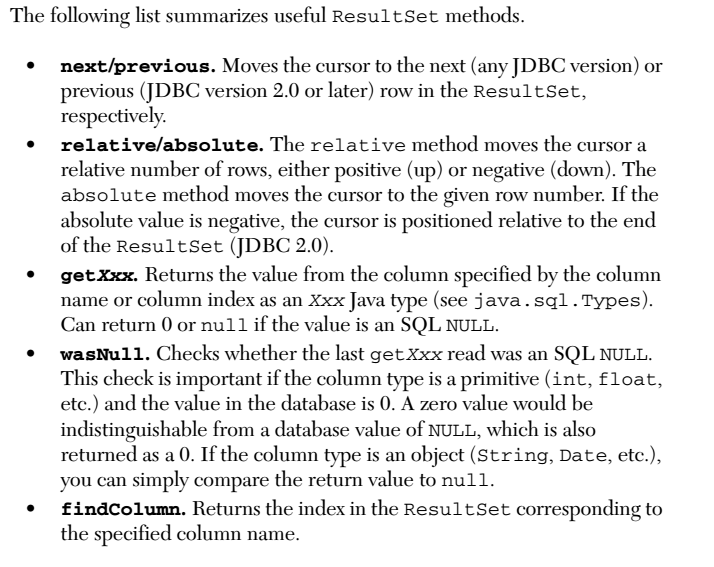 The following list summarizes useful ResultSet methods.
• next/previous. Moves the cursor to the next (any JDBC version) or
previous (JDBC version 2.0 or later) row in the ResultSet,
respectively.
• relative/absolute. The relative method moves the cursor a
relative number of rows, either positive (up) or negative (down). The
absolute method moves the cursor to the given row number. If the
absolute value is negative, the cursor is positioned relative to the end
of the ResultSet (JDBC 2.0).
• getXxx. Returns the value from the column specified by the column
name or column index as an Xxx Java type (see java.sql.Types).
Can return 0 or null if the value is an SQL NULL.
• wasNull. Checks whether the last getXxx read was an SQL NULL.
This check is important if the column type is a primitive (int, float,
etc.) and the value in the database is 0. A zero value would be
indistinguishable from a database value of NULL, which is also
returned as a 0. If the column type is an object (String, Date, etc.),
you can simply compare the return value to null.
• findColumn. Returns the index in the ResultSet corresponding to
the specified column name.